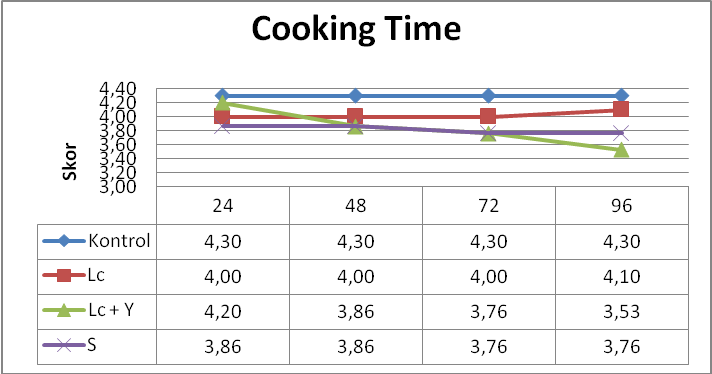 Cooking Time
4,40
4,20
4,00
3,80
3,60
3,40
3,20
3,00
Skor
24 48 72 96
Kontrol 4,30 4,30 4,30 4,30
Lc 4,00 4,00 4,00 4,10
Lc + Y 4,20 3,86 3,76 3,53
S 3,86 3,86 3,76 3,76